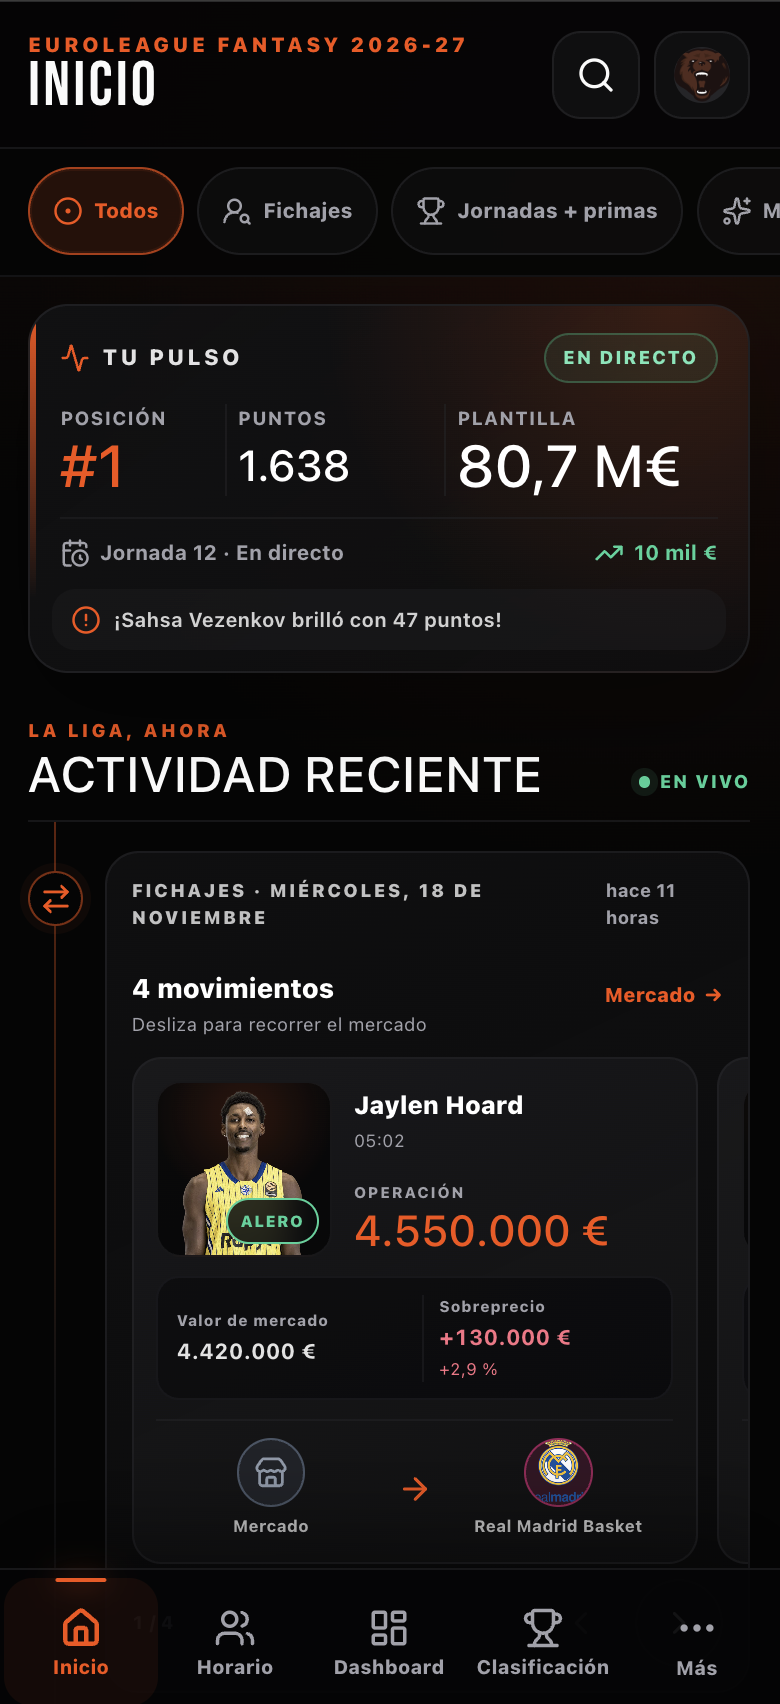 EUROLEAGUE FANTASY 2026-27
INICIO
Todos
Fichajes
Jornadas + primas
M
TU PULSO
EN DIRECTO
POSICIÓN
PUNTOS
PLANTILLA
#1
1.638
80,7 M€
Jornada 12 · En directo
10 mil €
¡Sahsa Vezenkov brilló con 47 puntos!
LA LIGA, AHORA
ACTIVIDAD RECIENTE
EN VIVO
FICHAJES · MIÉRCOLES, 18 DE
NOVIEMBRE
hace 11
horas
4 movimientos
Mercado
Desliza para recorrer el mercado
Jaylen Hoard
05:02
ALERO
OPERACIÓN
4.550.000 €
Valor de mercado
4.420.000 €
Sobreprecio
+130.000 €
+2,9 %
Mercado
Real Madrid Basket
1 / 4
Inicio
Horario
Dashboard
Clasificación
Más